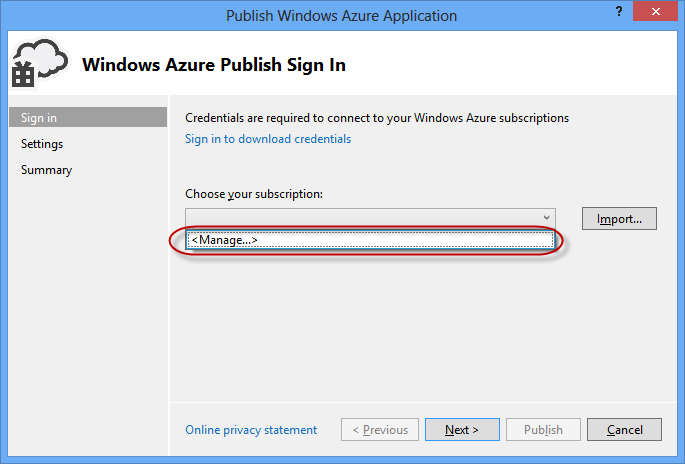 Publish Windows Azure Application
?
Windows Azure Publish Sign In
Sign in
Settings
Summary
Credentials are required to connect to your Windows Azure subscriptions
Sign in to download credentials
Choose your subscription:
Import...
<Manage...>
Online privacy statement
< Previous
Next >
Publish
Cancel